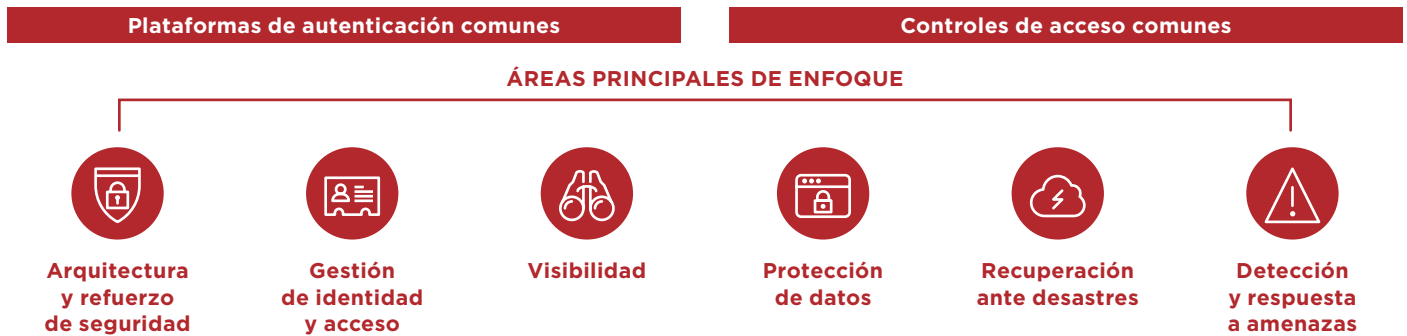 Plataformas de autenticación comunes
Controles de acceso comunes
ÁREAS PRINCIPALES DE ENFOQUE
Arquitectura
y refuerzo
de seguridad
Gestión
de identidad
y acceso
Visibilidad
Protección
de datos
Recuperación
ante desastres
Detección
y respuesta
a amenazas